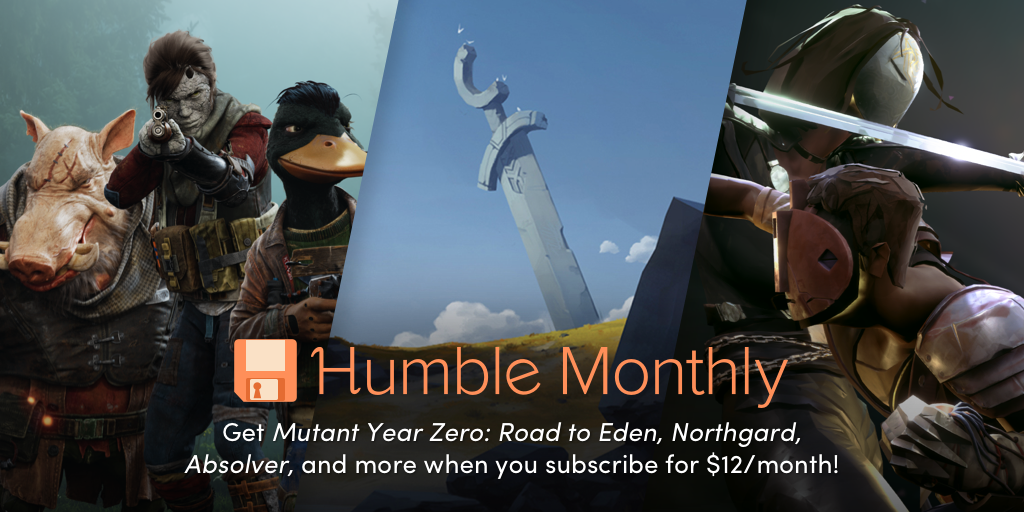 Humble Monthly
Get Mutant Year Zero: Road to Eden, Northgard,
Absolver, and more when you subscribe for $12/month!